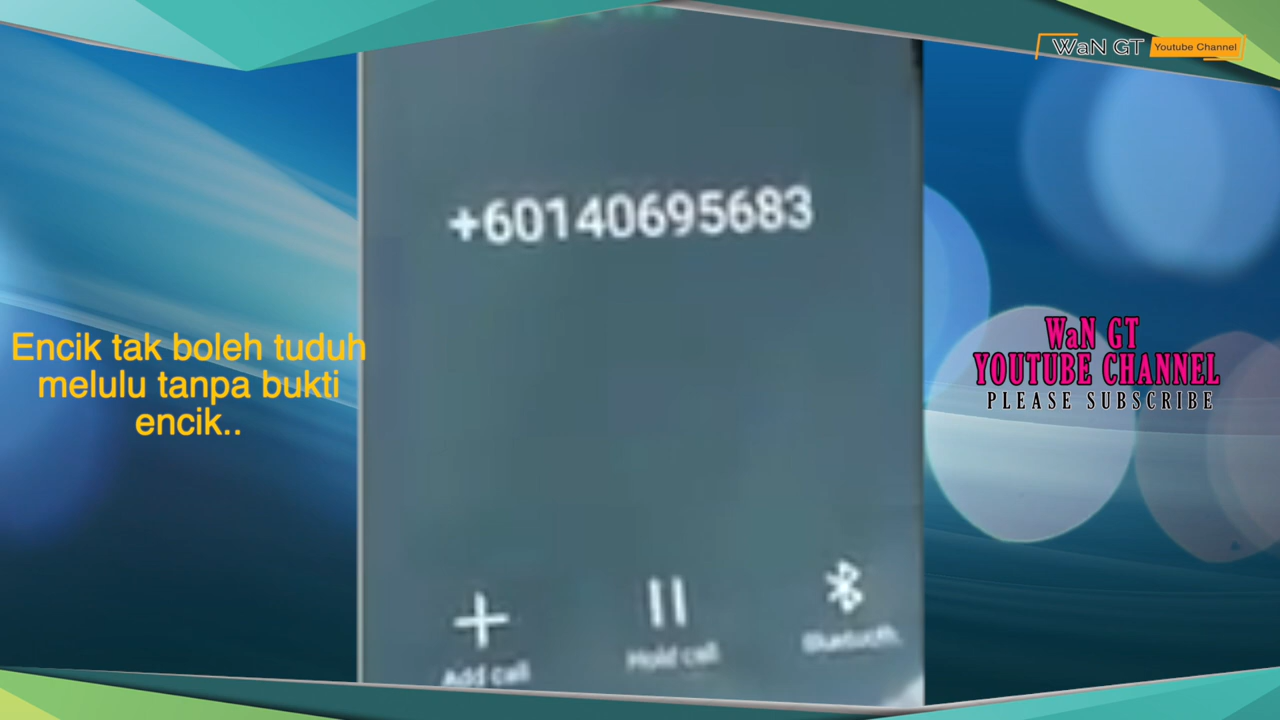 WaN GT Youtube Channel
+60140695683
Encik tak boleh tuduh
melulu tanpa bukti
encik..
WaN GT
YOUTUBE CHANNEL
PLEASE SUBSCRIBE
Add call
Hold call
Bluetooth